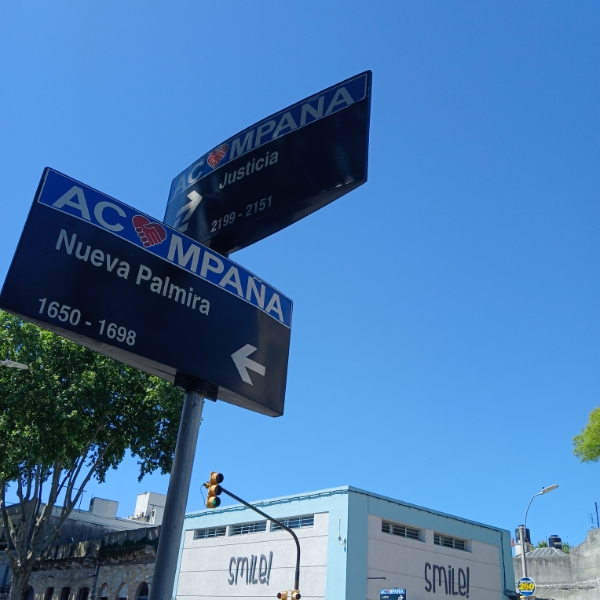 ACOMPAÑA
Justicia
2199 - 2151
ACOMPAÑA
Nueva Palmira
1650 - 1698
smile!
smile!